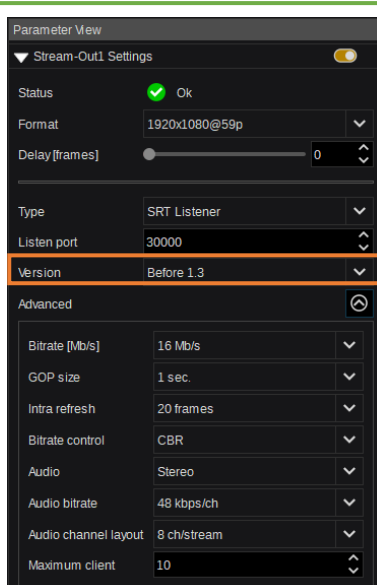 Parameter View
Stream-Out1 Settings
Status Ok
Format 1920x1080@59p
Delay[frames] 0
Type SRT Listener
Listen port 30000
Version Before 1.3
Advanced
Bitrate [Mb/s] 16 Mb/s
GOP size 1 sec.
Intra refresh 20 frames
Bitrate control CBR
Audio Stereo
Audio bitrate 48 kbps/ch
Audio channel layout 8 ch/stream
Maximum client 10